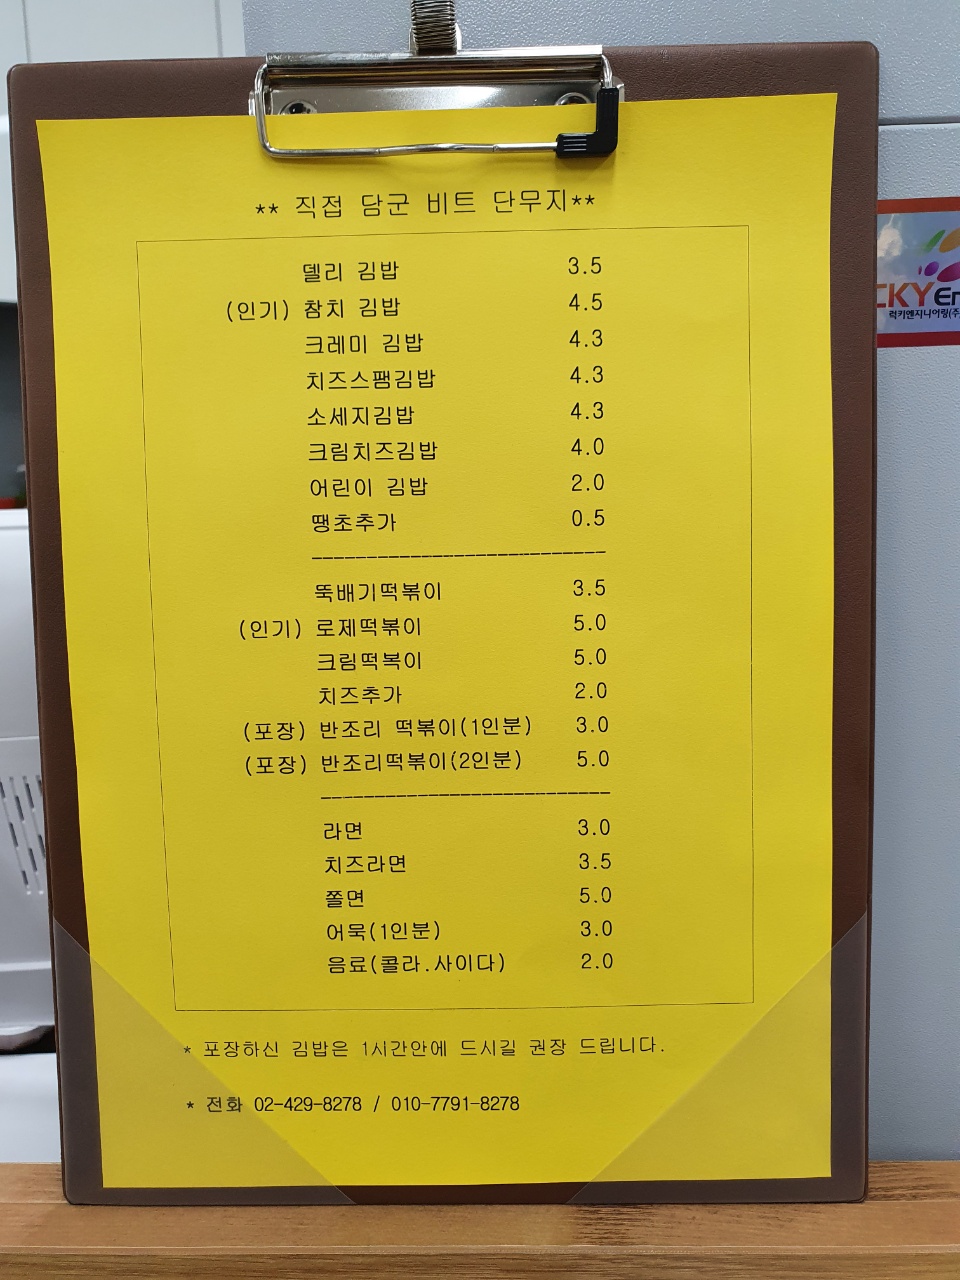 ** 직접 담군 비트 단무지**
델리 김밥 3.5
(인기) 참치 김밥 4.5
크레미 김밥 4.3
치즈스팸김밥 4.3
소세지김밥 4.3
크림치즈김밥 4.0
어린이 김밥 2.0
땡초추가 0.5
뚝배기떡볶이 3.5
(인기) 로제떡볶이 5.0
크림떡복이 5.0
치즈추가 2.0
(포장) 반조리 떡볶이(1인분) 3.0
(포장) 반조리떡볶이(2인분) 5.0
라면 3.0
치즈라면 3.5
쫄면 5.0
어묵(1인분) 3.0
음료(콜라.사이다) 2.0
* 포장하신 김밥은 1시간안에 드시길 권장 드립니다.
* 전화 02-429-8278 / 010-7791-8278
CKY En
럭키엔지니어링(주